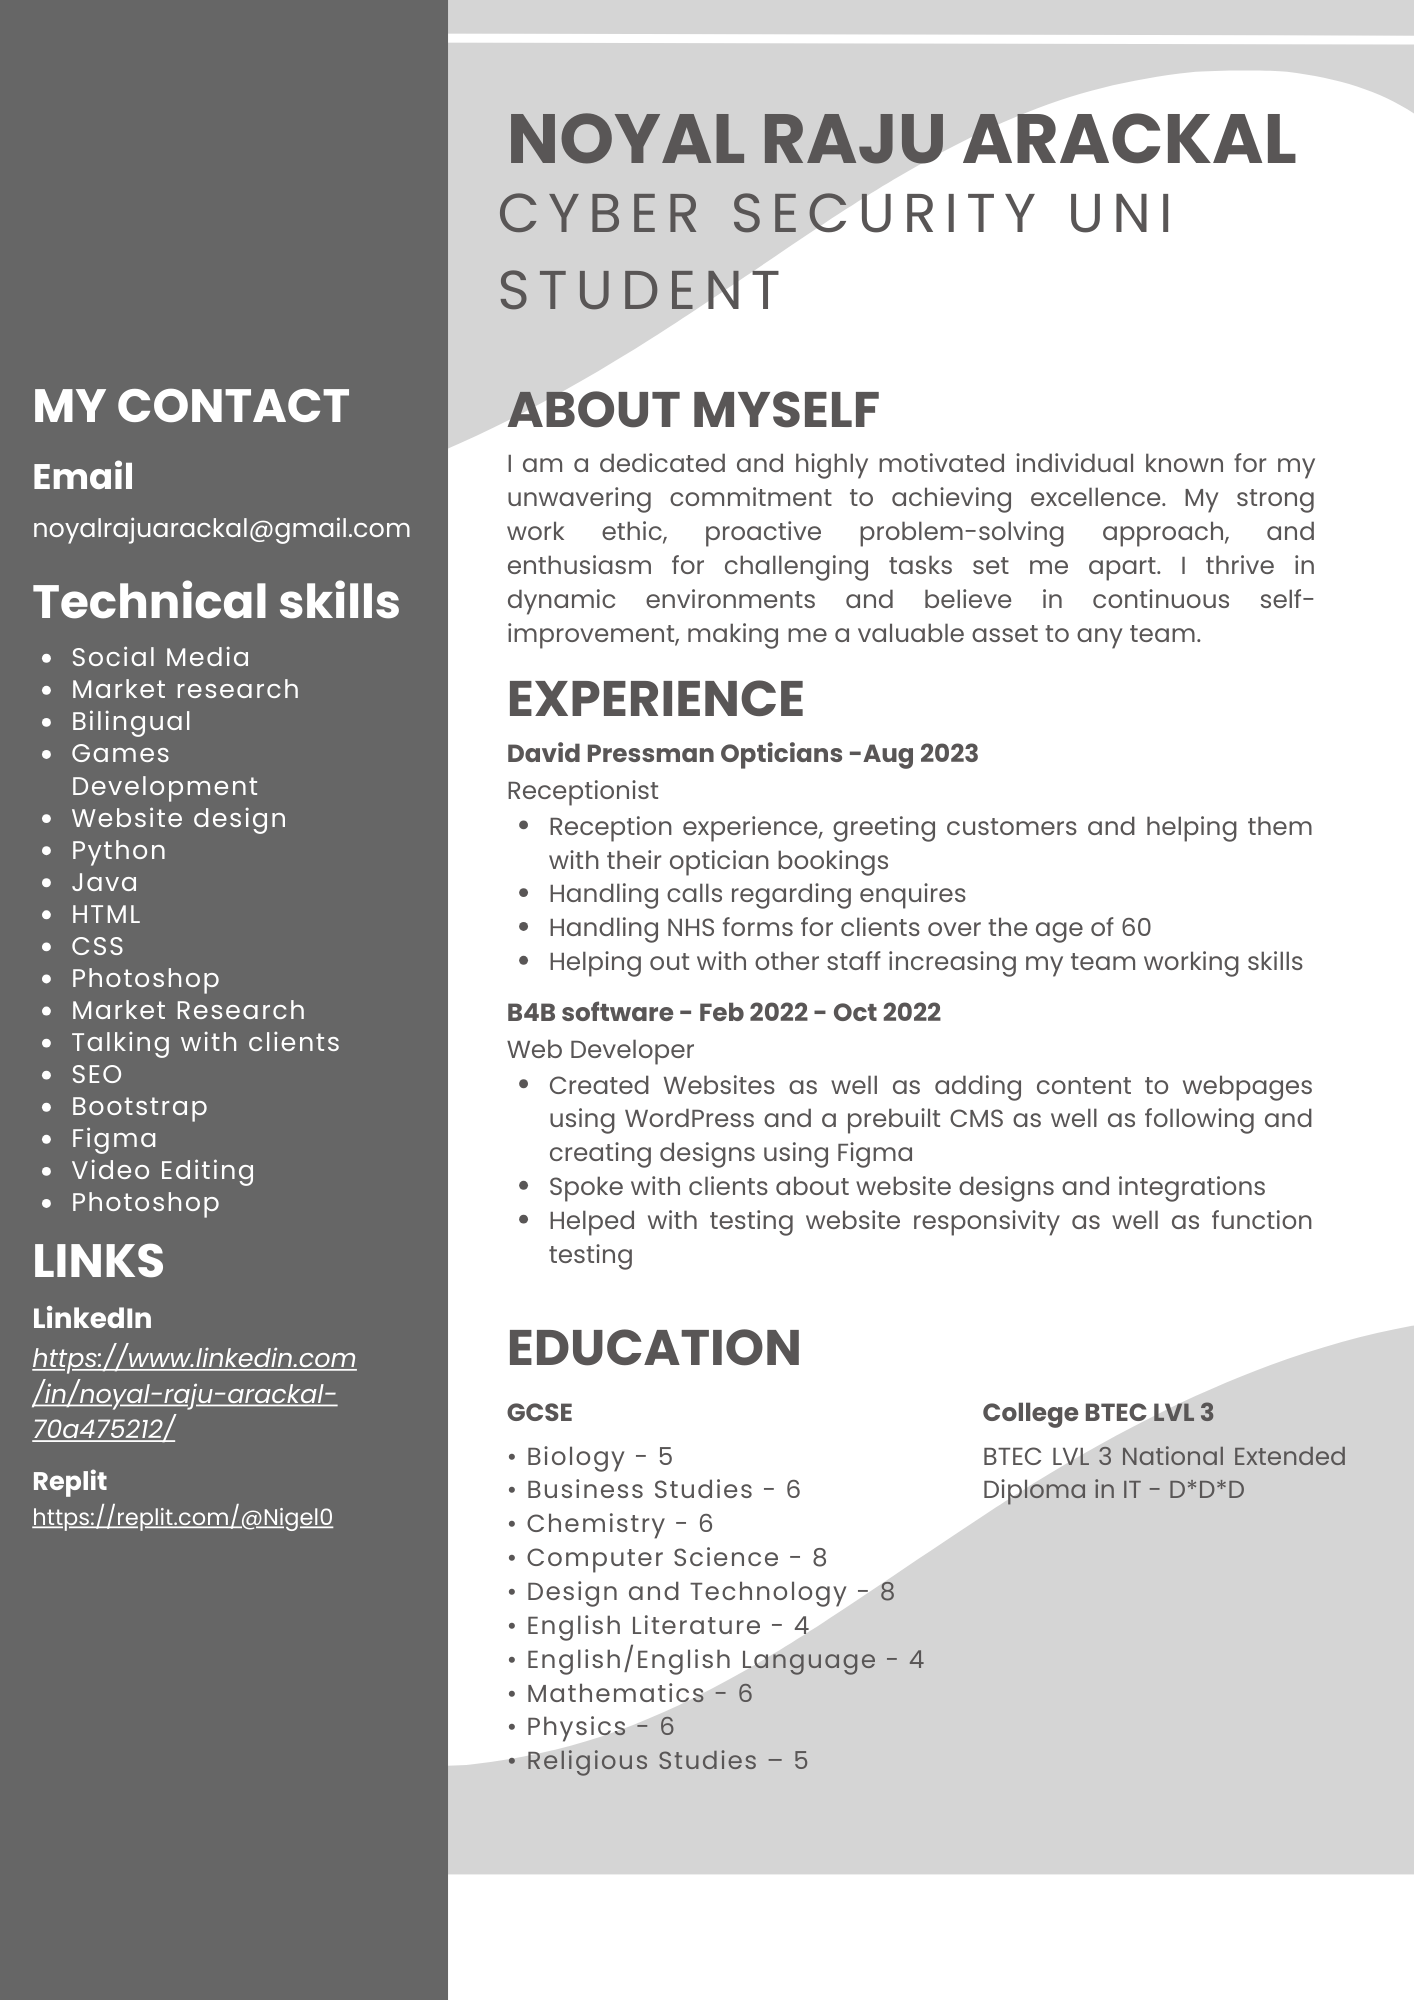 NOYAL RAJU ARACKAL
CYBER SECURITY UNI
STUDENT
MY CONTACT
Email
noyalrajuarackal@gmail.com
Technical skills
• Social Media
• Market research
• Bilingual
• Games
Development
• Website design
• Python
• Java
• HTML
• CSS
• Photoshop
• Market Research
• Talking with clients
• SEO
• Bootstrap
• Figma
• Video Editing
• Photoshop
LINKS
LinkedIn
https://www.linkedin.com
/in/noyal-raju-arackal-
70a475212/
Replit
https://replit.com/@Nigel0
ABOUT MYSELF
I am a dedicated and highly motivated individual known for my
unwavering commitment to achieving excellence. My strong
work ethic, proactive problem-solving approach, and
enthusiasm for challenging tasks set me apart. I thrive in
dynamic environments and believe in continuous self-
improvement, making me a valuable asset to any team.
EXPERIENCE
David Pressman Opticians -Aug 2023
Receptionist
• Reception experience, greeting customers and helping them
with their optician bookings
• Handling calls regarding enquires
• Handling NHS forms for clients over the age of 60
• Helping out with other staff increasing my team working skills
B4B software - Feb 2022 - Oct 2022
Web Developer
• Created Websites as well as adding content to webpages
using WordPress and a prebuilt CMS as well as following and
creating designs using Figma
• Spoke with clients about website designs and integrations
• Helped with testing website responsivity as well as function
testing
EDUCATION
GCSE
• Biology - 5
• Business Studies - 6
• Chemistry - 6
• Computer Science - 8
• Design and Technology - 8
• English Literature - 4
• English/English Language - 4
• Mathematics - 6
• Physics - 6
• Religious Studies – 5
College BTEC LVL 3
BTEC LVL 3 National Extended
Diploma in IT - D*D*D